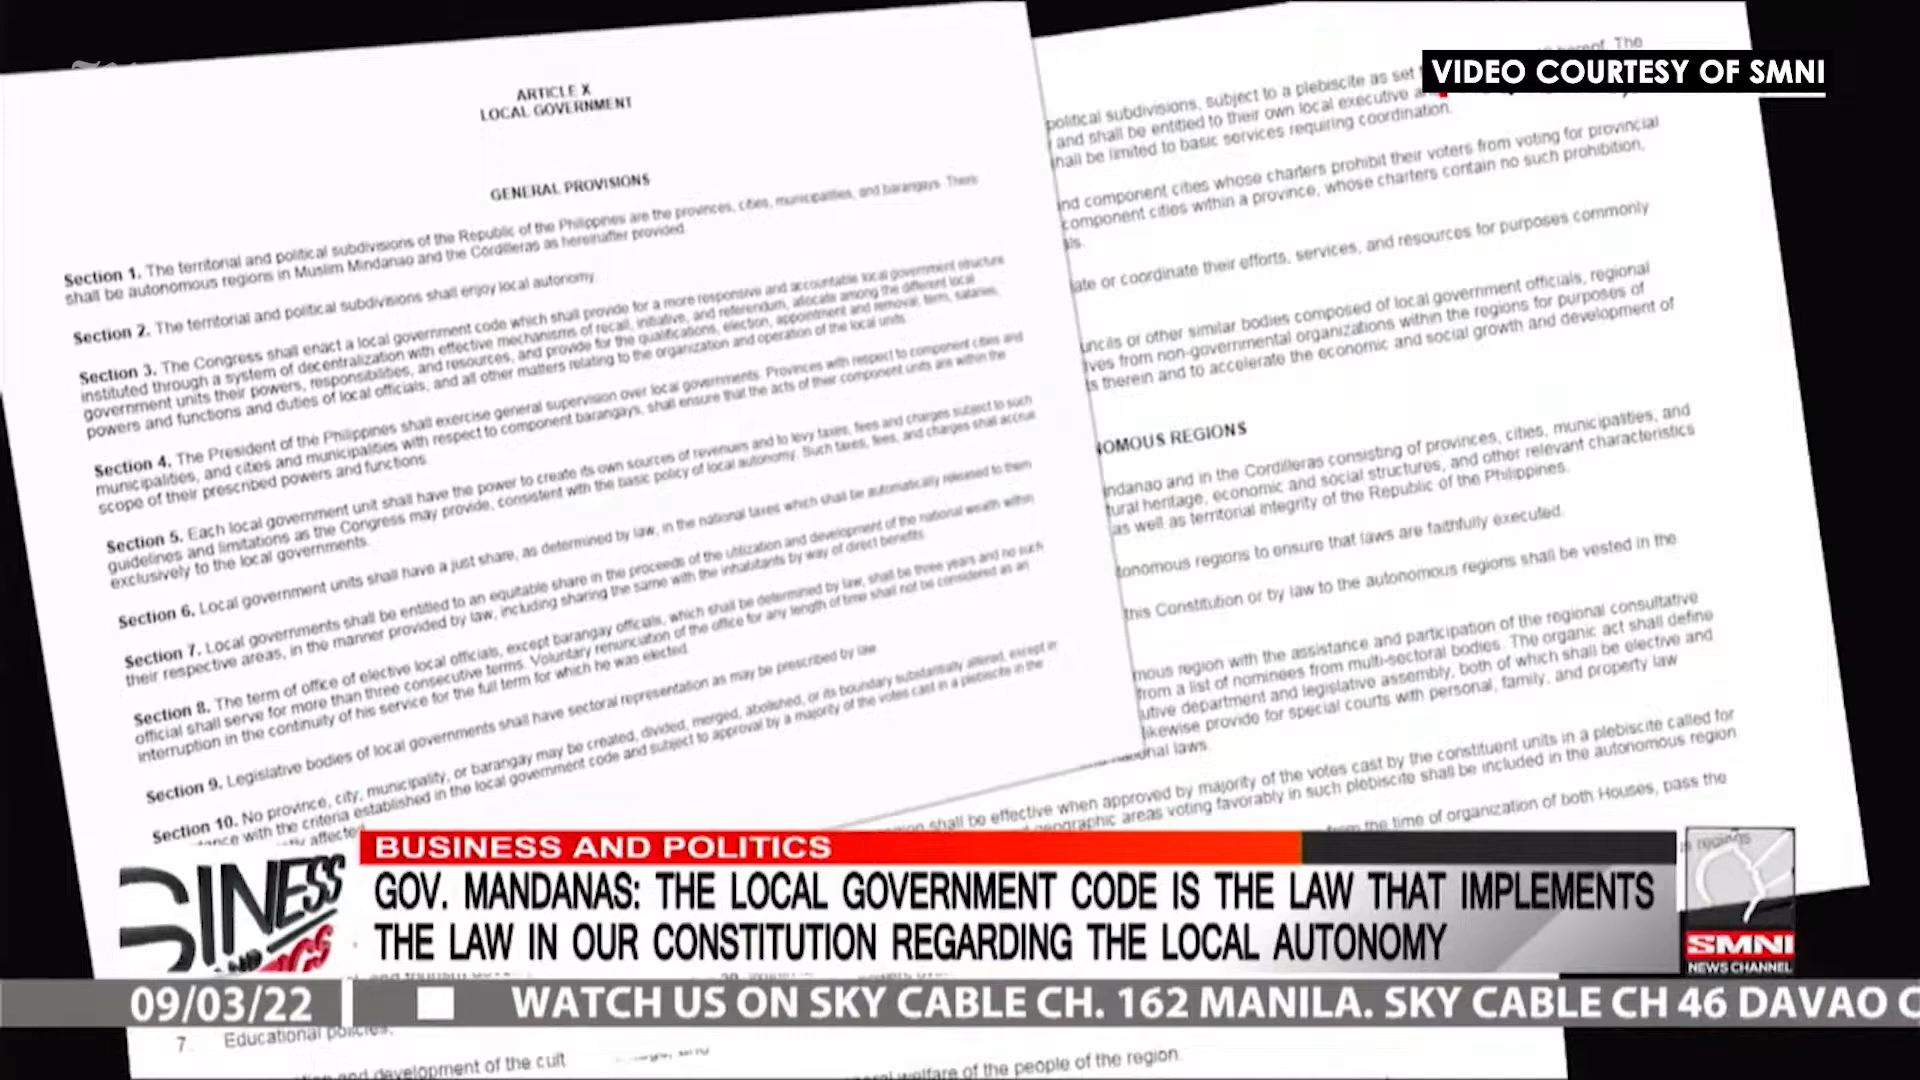 VIDEO COURTESY OF SMNI
ARTICLE X
LOCAL GOVERNMENT
GENERAL PROVISIONS
Section 1. The territorial and political subdivisions of the Republic of the Philippines are the provinces, cities, municipalities, and barangays. There
shall be autonomous regions in Muslim Mindanao and the Cordilleras as hereinafter provided.
Section 2. The territorial and political subdivisions shall enjoy local autonomy.
Section 3. The Congress shall enact a local government code which shall provide for a more responsive and accountable local government structure
instituted through a system of decentralization with effective mechanisms of recall, initiative, and referendum, allocate among the different local
government units their powers, responsibilities, and resources, and provide for the qualifications, election, appointment and removal, term, salaries,
powers and functions and duties of local officials, and all other matters relating to the organization and operation of the local units.
Section 4. The President of the Philippines shall exercise general supervision over local governments. Provinces with respect to component cities and
municipalities, and cities and municipalities with respect to component barangays, shall ensure that the acts of their component units are within the
scope of their prescribed powers and functions.
Section 5. Each local government unit shall have the power to create its own sources of revenues and to levy taxes, fees and charges subject to such
guidelines and limitations as the Congress may provide, consistent with the basic policy of local autonomy. Such taxes, fees, and charges shall accrue
exclusively to the local governments.
Section 6. Local government units shall have a just share, as determined by law, in the national taxes which shall be automatically released to them
Section 7. Local governments shall be entitled to an equitable share in the proceeds of the utilization and development of the national wealth within
their respective areas, in the manner provided by law, including sharing the same with the inhabitants by way of direct benefits.
Section 8. The term of office of elective local officials, except barangay officials, which shall be determined by law, shall be three years and no such
official shall serve for more than three consecutive terms. Voluntary renunciation of the office for any length of time shall not be considered as an
interruption in the continuity of his service for the full term for which he was elected.
Section 9. Legislative bodies of local governments shall have sectoral representation as may be prescribed by law.
Section 10. No province, city, municipality, or barangay may be created, divided, merged, abolished, or its boundary substantially altered, except in
ance with the criteria established in the local government code and subject to approval by a majority of the votes cast in a plebiscite in the
affected
hereof. The
political subdivisions, subject to a plebiscite as set
and shall be entitled to their own local executive
hall be limited to basic services requiring coordination.
nd component cities whose charters prohibit their voters from voting for provincial
component cities within a province, whose charters contain no such prohibition,
ls.
ate or coordinate their efforts, services, and resources for purposes commonly
uncils or other similar bodies composed of local government officials, regional
ves from non-governmental organizations within the regions for purposes of
s therein and to accelerate the economic and social growth and development of
OMOUS REGIONS
ndanao and in the Cordilleras consisting of provinces, cities, municipalities, and
tural heritage, economic and social structures, and other relevant characteristics
as well as territorial integrity of the Republic of the Philippines.
tonomous regions to ensure that laws are faithfully executed.
this Constitution or by law to the autonomous regions shall be vested in the
mous region with the assistance and participation of the regional consultative
from a list of nominees from multi-sectoral bodies. The organic act shall define
utive department and legislative assembly, both of which shall be elective and
likewise provide for special courts with personal, family, and property law
onal laws.
shall be effective when approved by majority of the votes cast by the constituent units in a plebiscite called for
geographic areas voting favorably in such plebiscite shall be included in the autonomous region
from the time of organization of both Houses, pass the
BUSINESS AND POLITICS
SINESS
GOV. MANDANAS: THE LOCAL GOVERNMENT CODE IS THE LAW THAT IMPLEMENTS
THE LAW IN OUR CONSTITUTION REGARDING THE LOCAL AUTONOMY
SMNI
NEWS CHANNEL
09/03/22 WATCH US ON SKY CABLE CH. 162 MANILA. SKY CABLE CH 46 DAVAO C
7. Educational policies;
and development of the cult
welfare of the people of the region.